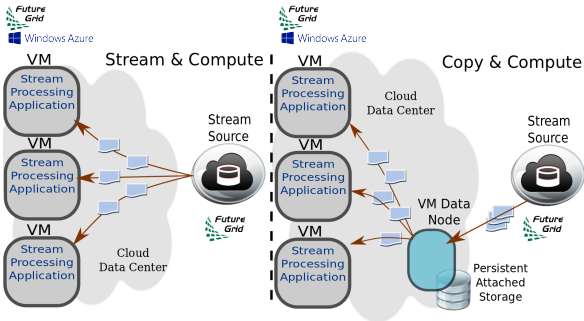 Future
Grid
Windows Azure
Stream & Compute
VM
Stream
Processing
Application
VM
Stream
Processing
Application
VM
Stream
Processing
Application
Stream
Source
Future
Grid
Cloud
Data Center
Future
Grid
Windows Azure
Copy & Compute
VM
Stream
Processing
Application
VM
Stream
Processing
Application
VM
Stream
Processing
Application
Cloud
Data Center
Stream
Source
Future
Grid
VM Data
Node
Persistent
Attached
Storage